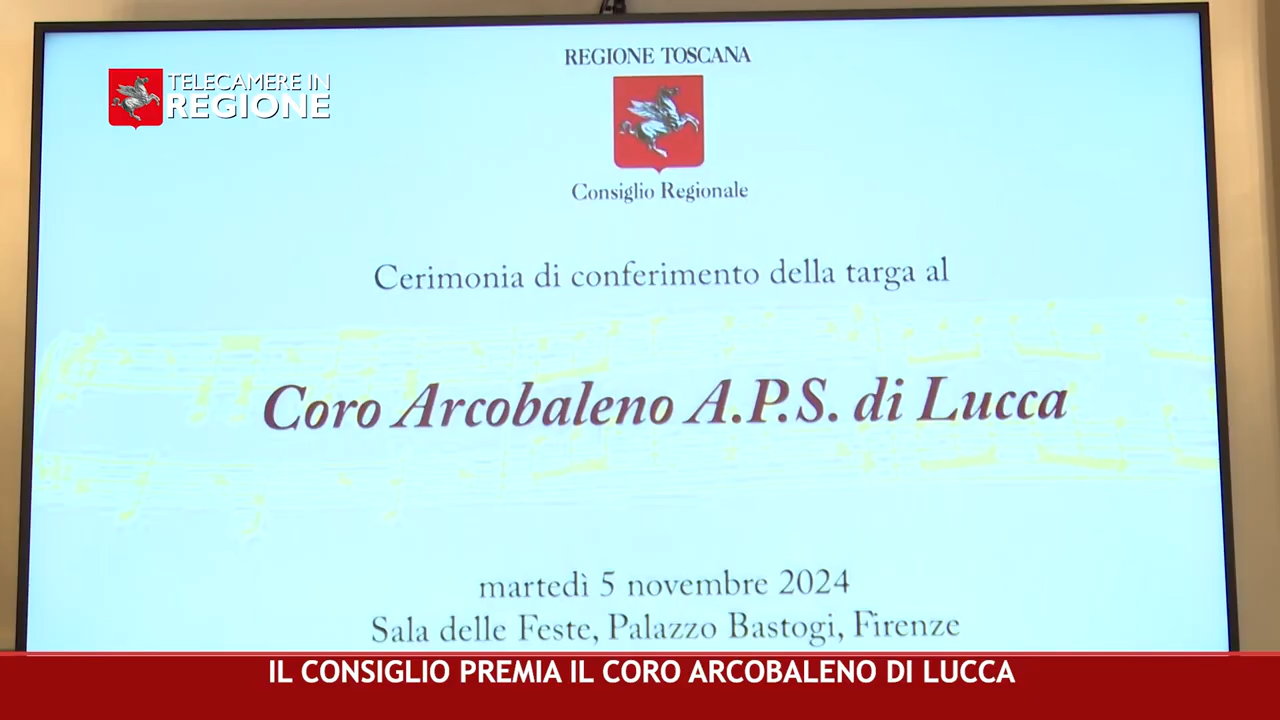 TELECAMERE IN
REGIONE
REGIONE TOSCANA
Consiglio Regionale
Cerimonia di conferimento della targa al
Coro Arcobaleno A.P.S. di Lucca
martedì 5 novembre 2024
Sala delle Feste, Palazzo Bastogi, Firenze
IL CONSIGLIO PREMIA IL CORO ARCOBALENO DI LUCCA